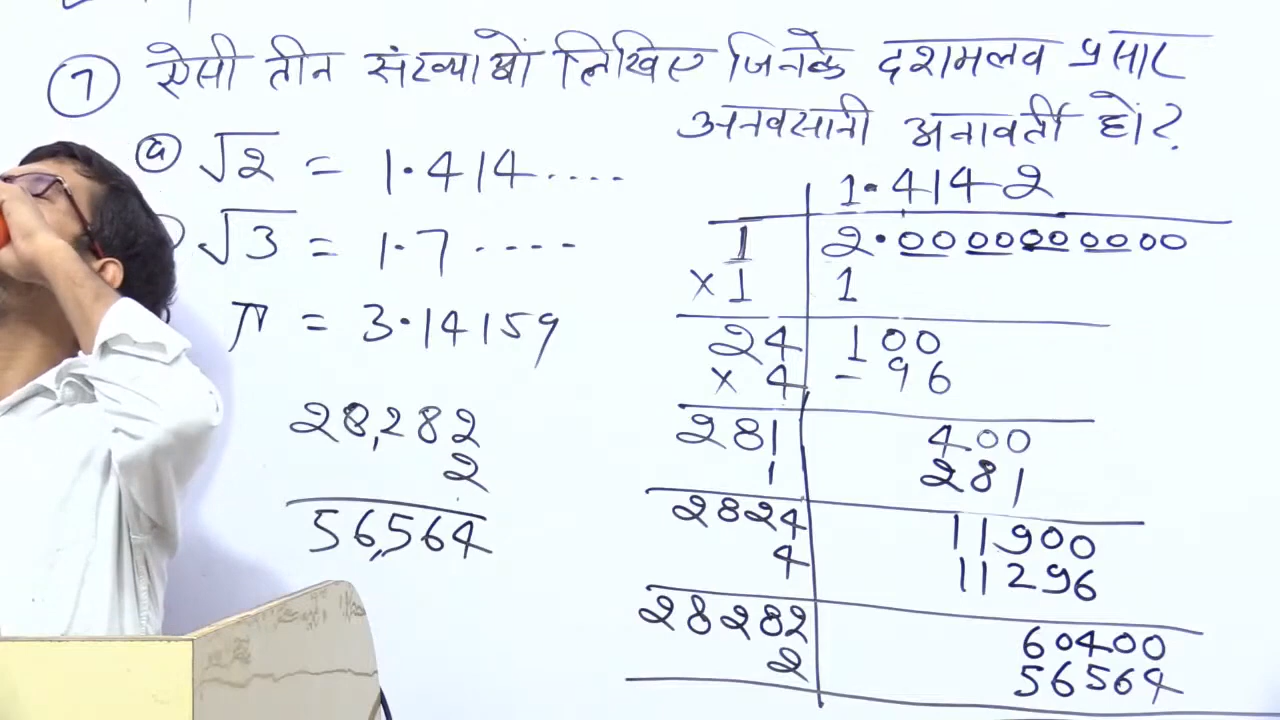 7 ऐसी तीन संख्याओं लिखिए जिनके दशमलव प्रसार
अनवसानी अनावर्ती हों?
a √2 = 1.414....
√3 = 1.7.....
π = 3.14159
28,282
2
56,564
1.4142
1 2.0000000000
×1 1
24 100
× 4 -96
281 400
1 281
2824 11900
4 11296
28282 60400
2 56564